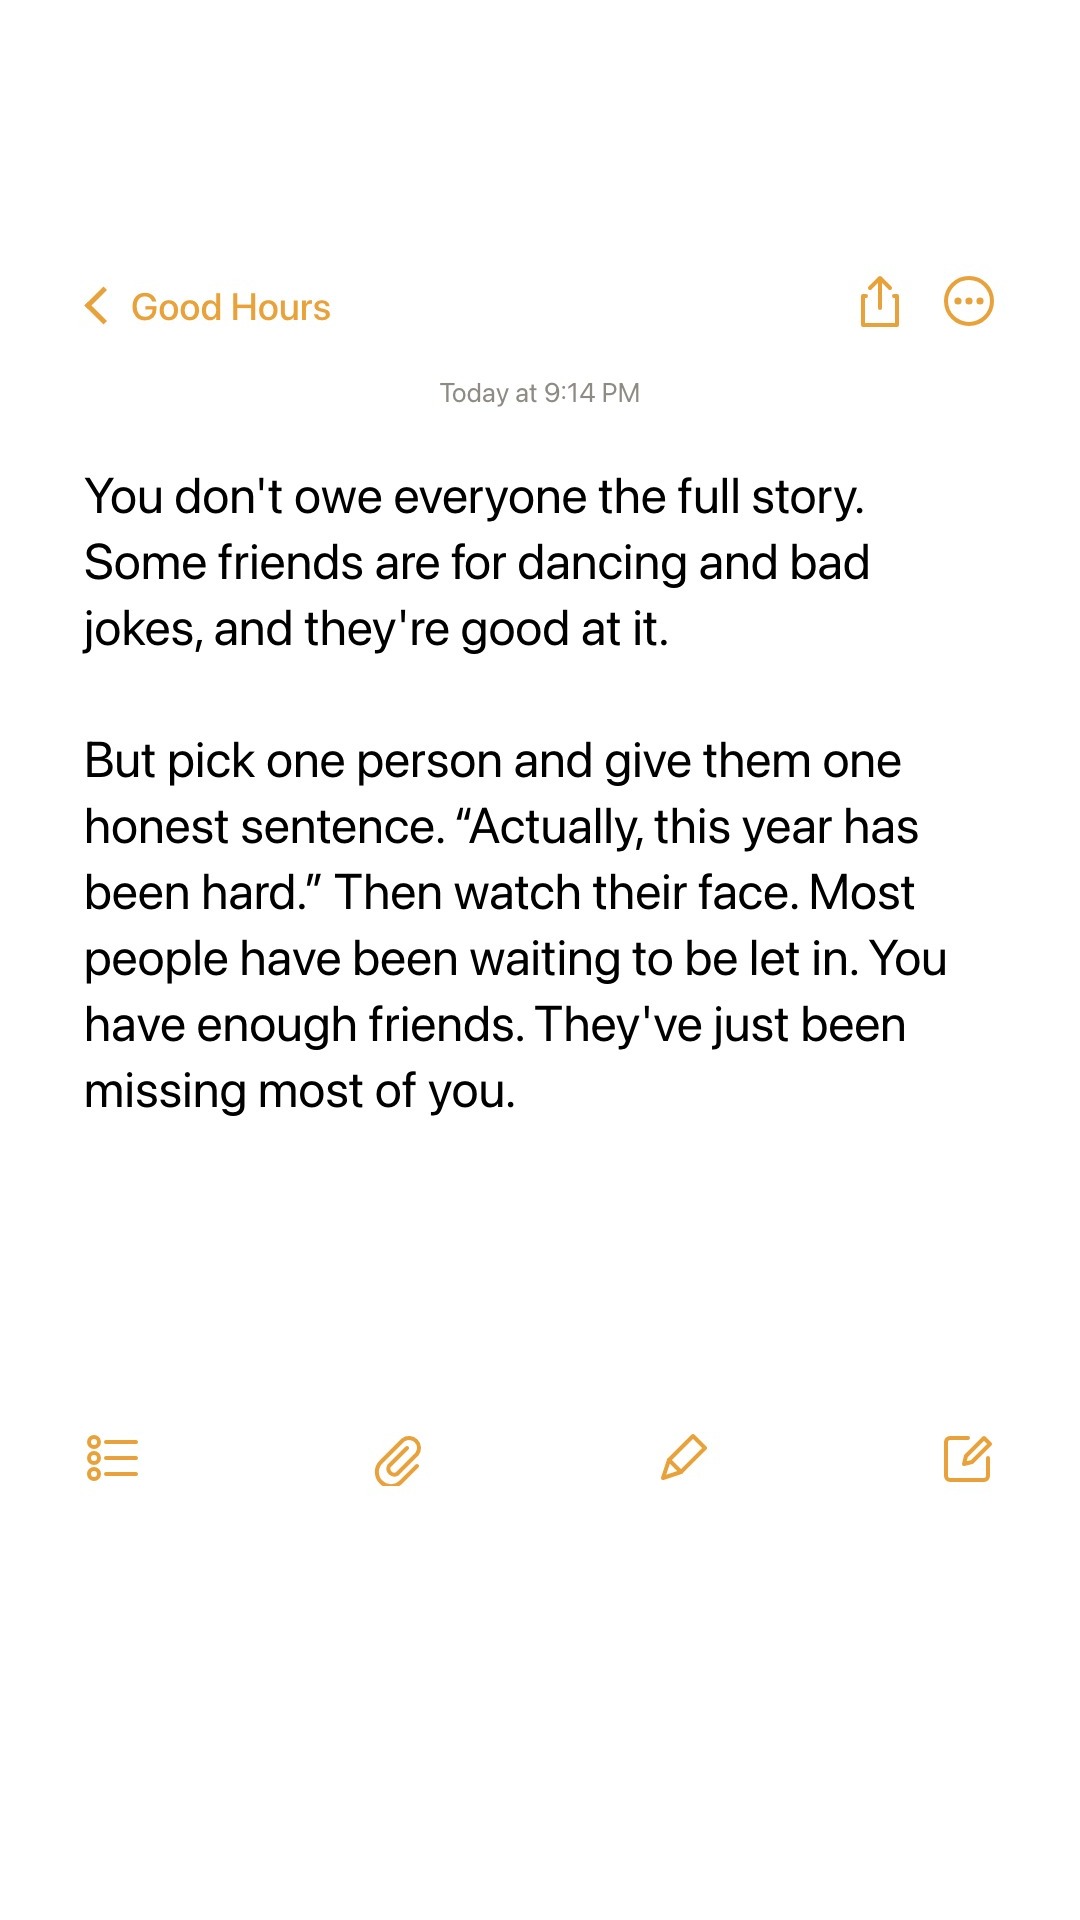 Good Hours
Today at 9:14 PM
You don't owe everyone the full story.
Some friends are for dancing and bad
jokes, and they're good at it.
But pick one person and give them one
honest sentence. “Actually, this year has
been hard.” Then watch their face. Most
people have been waiting to be let in. You
have enough friends. They've just been
missing most of you.